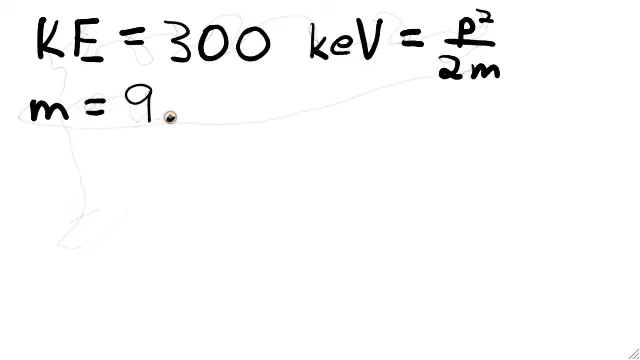 KE = 300 keV = p²/2m
m = 9.